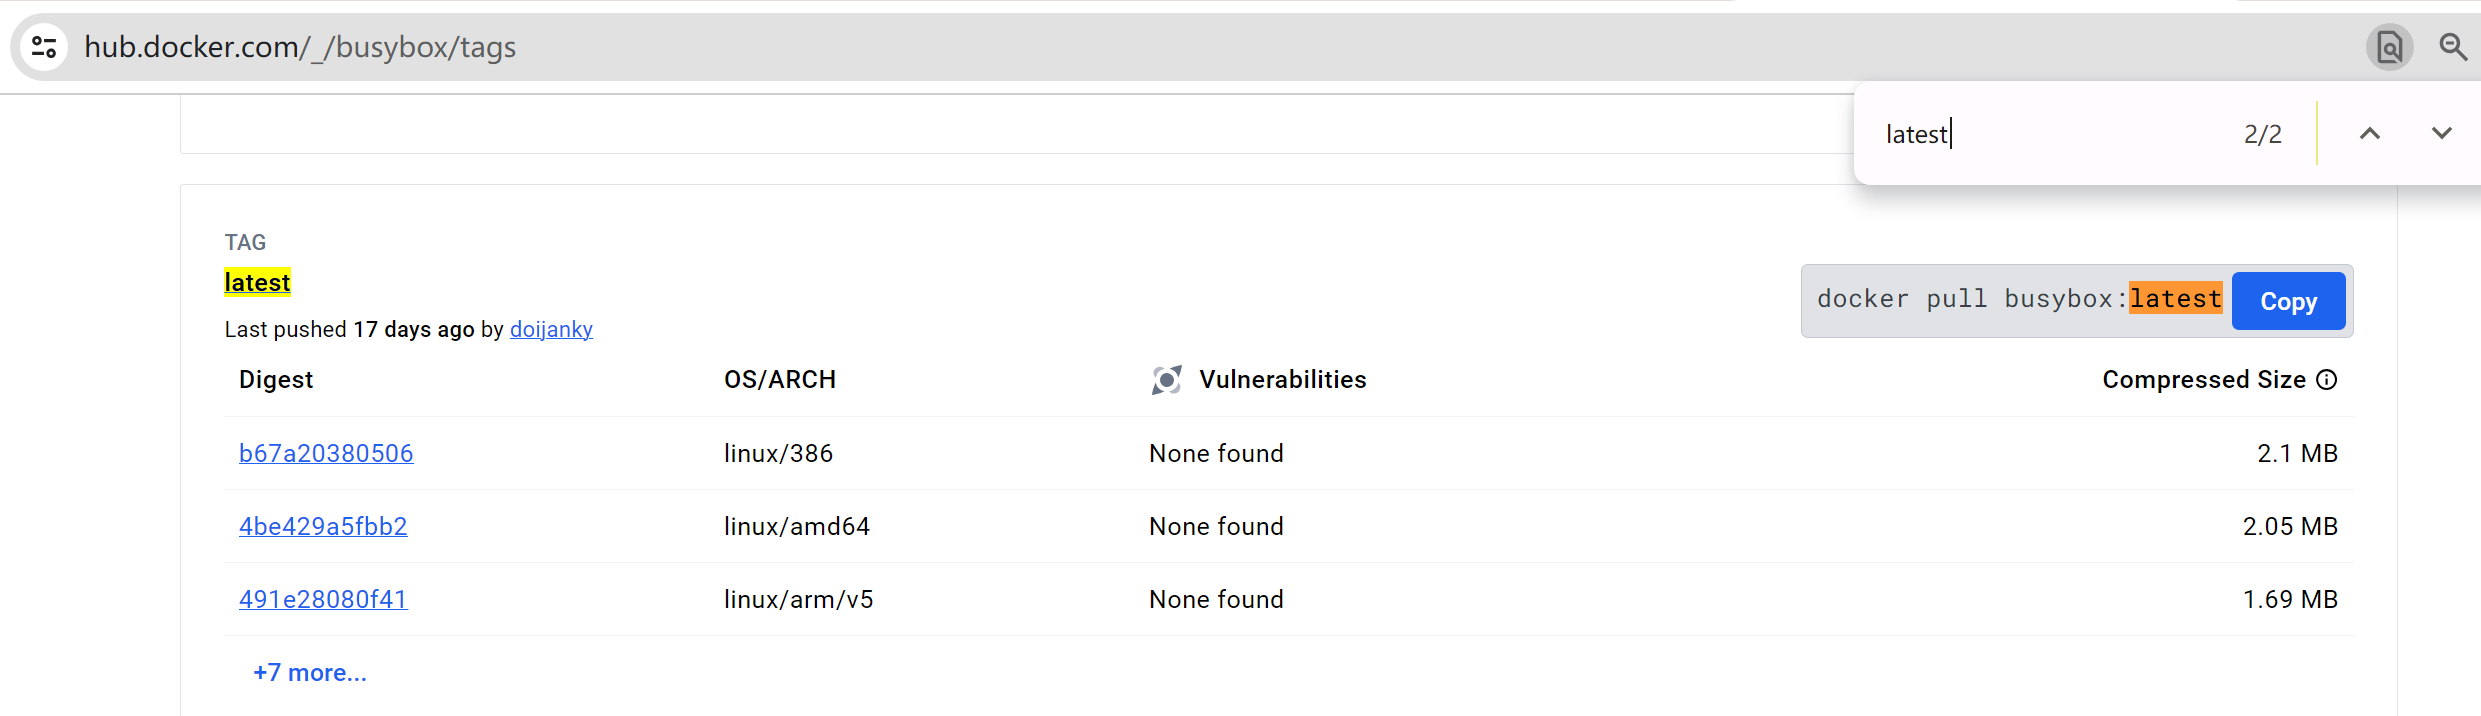 hub.docker.com/_/busybox/tags
latest 2/2
TAG
latest
docker pull busybox:latest Copy
Last pushed 17 days ago by doijanky
Digest OS/ARCH Vulnerabilities Compressed Size
b67a20380506 linux/386 None found 2.1 MB
4be429a5fbb2 linux/amd64 None found 2.05 MB
491e28080f41 linux/arm/v5 None found 1.69 MB
+7 more...